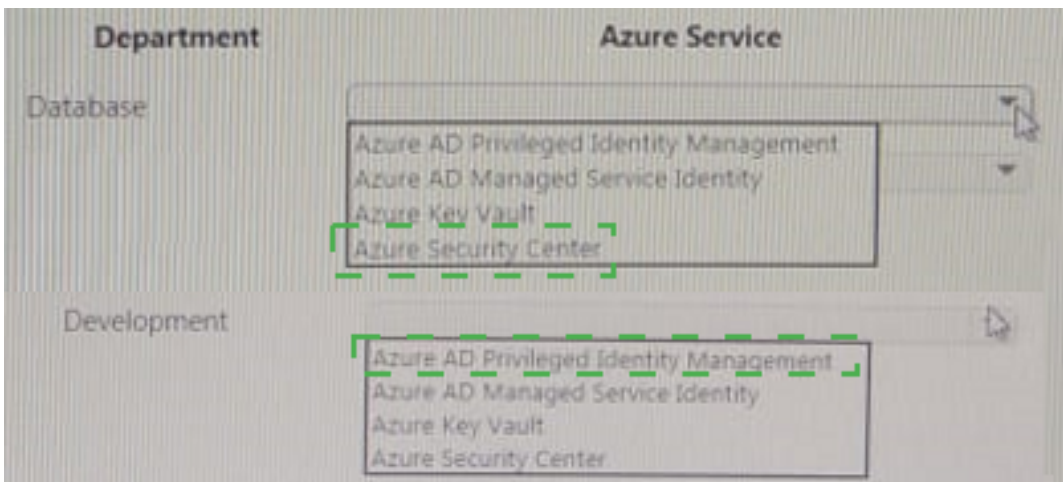 Department Azure Service
Database
Azure AD Privileged Identity Management
Azure AD Managed Service Identity
Azure Key Vault
Azure Security Center
Development
Azure AD Privileged Identity Management
Azure AD Managed Service Identity
Azure Key Vault
Azure Security Center